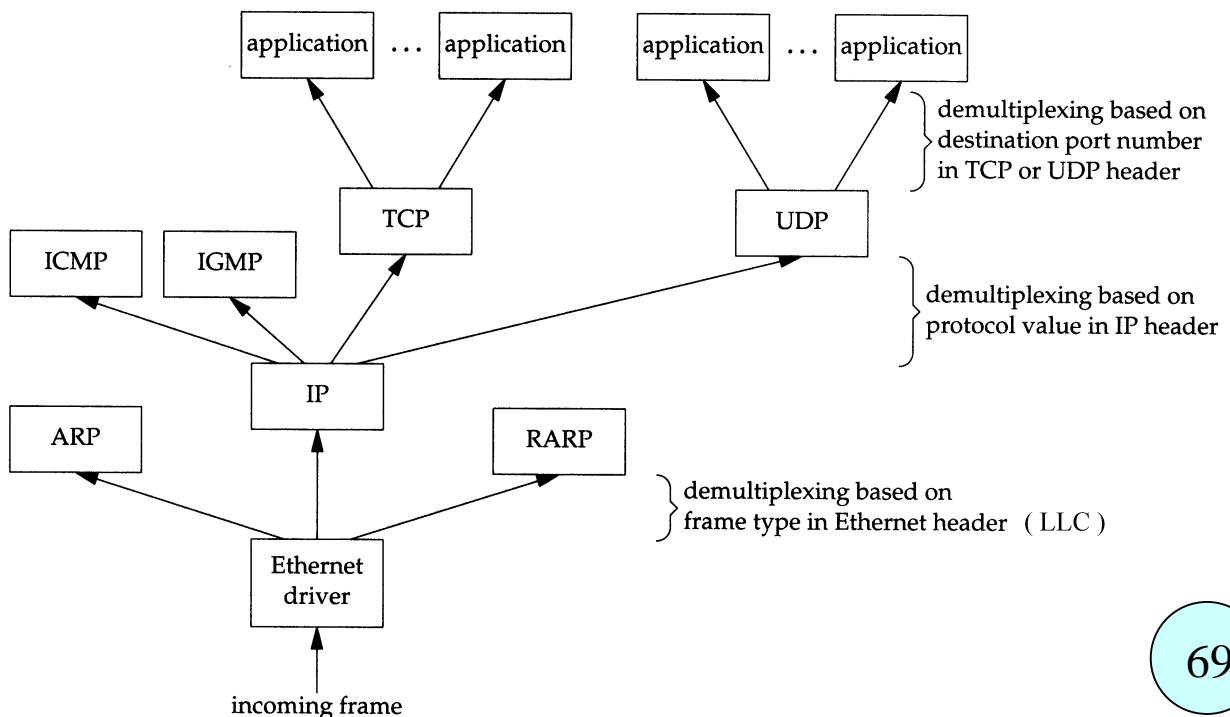 application ... application
application ... application
demultiplexing based on
destination port number
in TCP or UDP header
TCP
UDP
ICMP
IGMP
demultiplexing based on
protocol value in IP header
IP
ARP
RARP
demultiplexing based on
frame type in Ethernet header ( LLC )
Ethernet
driver
incoming frame
69